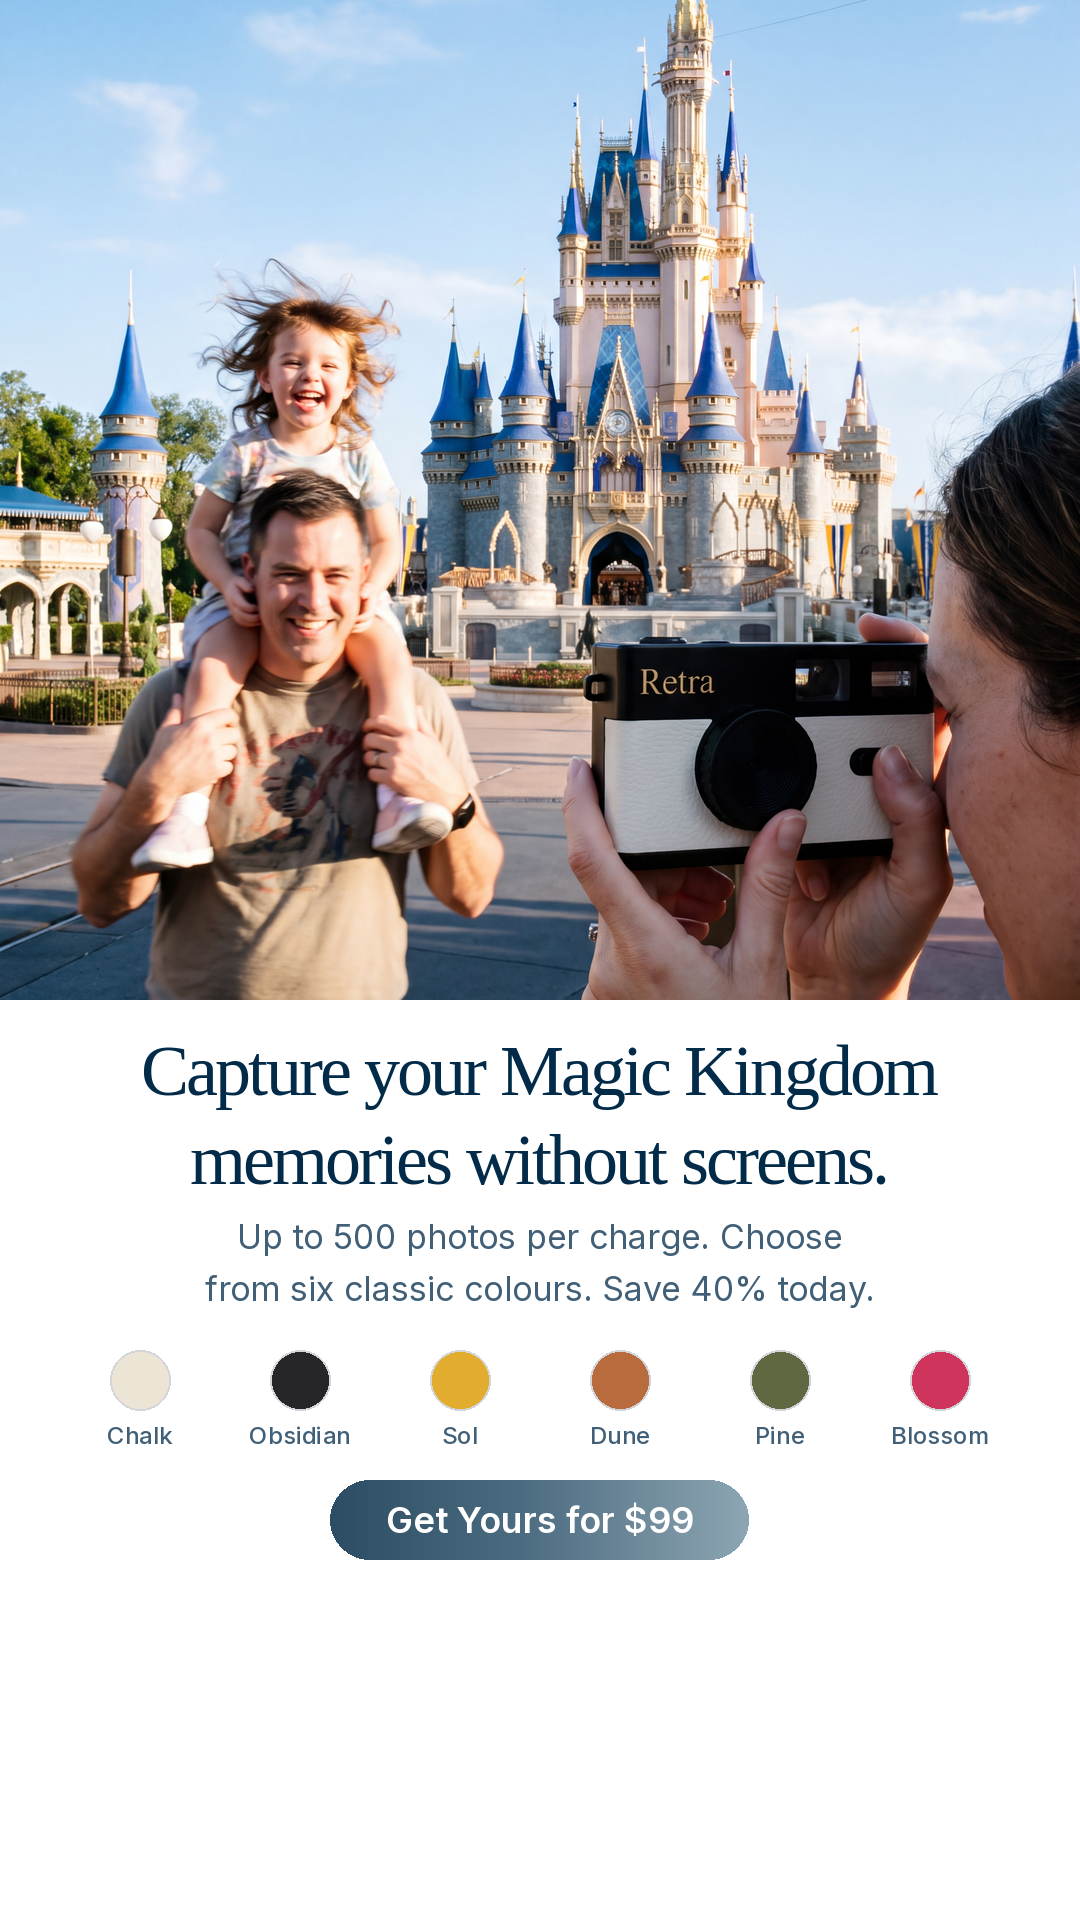 Retra
Capture your Magic Kingdom
memories without screens.
Up to 500 photos per charge. Choose
from six classic colours. Save 40% today.
Chalk Obsidian Sol Dune Pine Blossom
Get Yours for $99